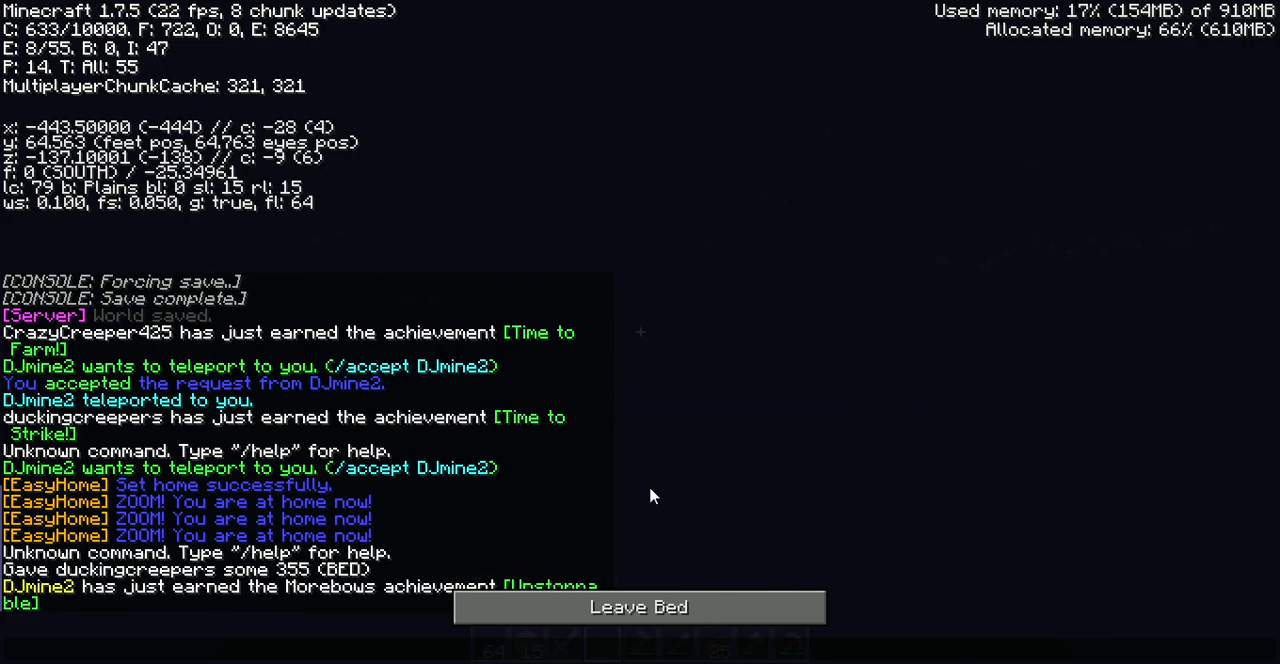 Minecraft 1.7.5 (22 fps, 8 chunk updates)
Used memory: 17% (154MB) of 910MB
C: 633/10000. F: 722, O: 0, E: 8645
Allocated memory: 66% (610MB)
E: 8/55. B: 0, I: 47
P: 14. T: All: 55
MultiplayerChunkCache: 321, 321
x: -443.50000 (-444) // c: -28 (4)
y: 64.563 (feet pos, 64.763 eyes pos)
z: -137.10001 (-138) // c: -9 (6)
f: 0 (SOUTH) / -25.34961
lc: 79 b: Plains bl: 0 sl: 15 rl: 15
ws: 0.100, fs: 0.050, g: true, fl: 64
[CONSOLE: Forcing save..]
[CONSOLE: Save complete.]
[Server] World saved.
CrazyCreeper425 has just earned the achievement [Time to
Farm!]
DJmine2 wants to teleport to you. (/accept DJmine2)
You accepted the request from DJmine2.
DJmine2 teleported to you.
duckingcreepers has just earned the achievement [Time to
Strike!]
Unknown command. Type "/help" for help.
DJmine2 wants to teleport to you. (/accept DJmine2)
[EasyHome] Set home successfully.
[EasyHome] ZOOM! You are at home now!
[EasyHome] ZOOM! You are at home now!
[EasyHome] ZOOM! You are at home now!
Unknown command. Type "/help" for help.
Gave duckingcreepers some 355 (BED)
DJmine2 has just earned the Morebows achievement [Unstoppa
ble]
Leave Bed
64 15 25